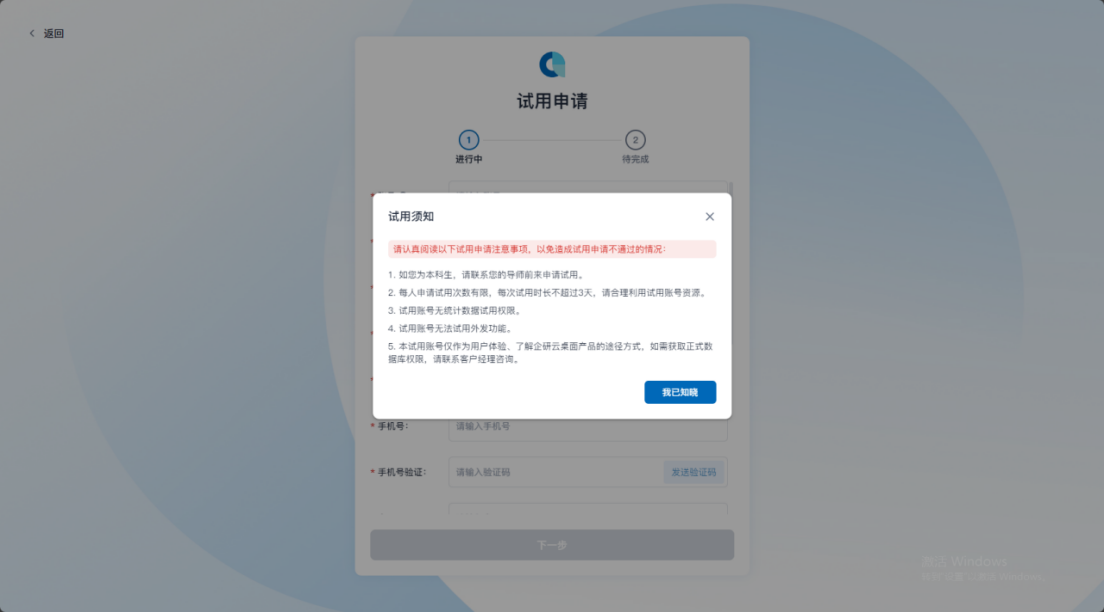 返回
试用申请
1
2
进行中
待完成
试用须知
请认真阅读以下试用申请注意事项，以免造成试用申请不通过的情况：
1. 如您为本科生，请联系您的导师前来申请试用。
2. 每人申请试用次数有限，每次试用时长不超过3天，请合理利用试用账号资源。
3. 试用账号无统计数据试用权限。
4. 试用账号无法试用外发功能。
5. 本试用账号仅作为用户体验、了解企研云桌面产品的途径方式，如需获取正式数
据库权限，请联系客户经理咨询。
我已知晓
* 手机号： 请输入手机号
* 手机号验证： 请输入验证码 发送验证码
下一步
激活 Windows
转到"设置"以激活 Windows。